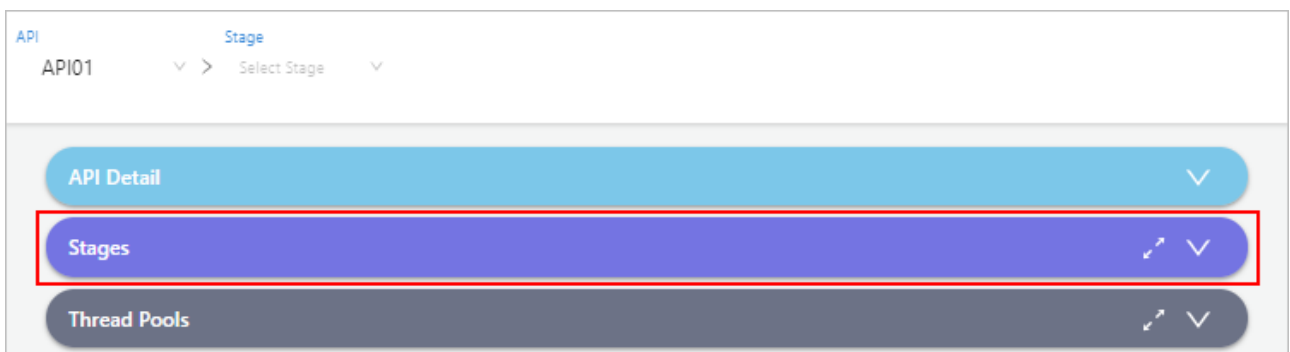 API Stage
API01 > Select Stage
API Detail
Stages
Thread Pools